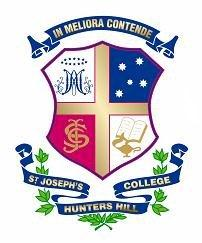 IN MELIORA CONTENDE
ST JOSEPH'S COLLEGE
HUNTERS HILL